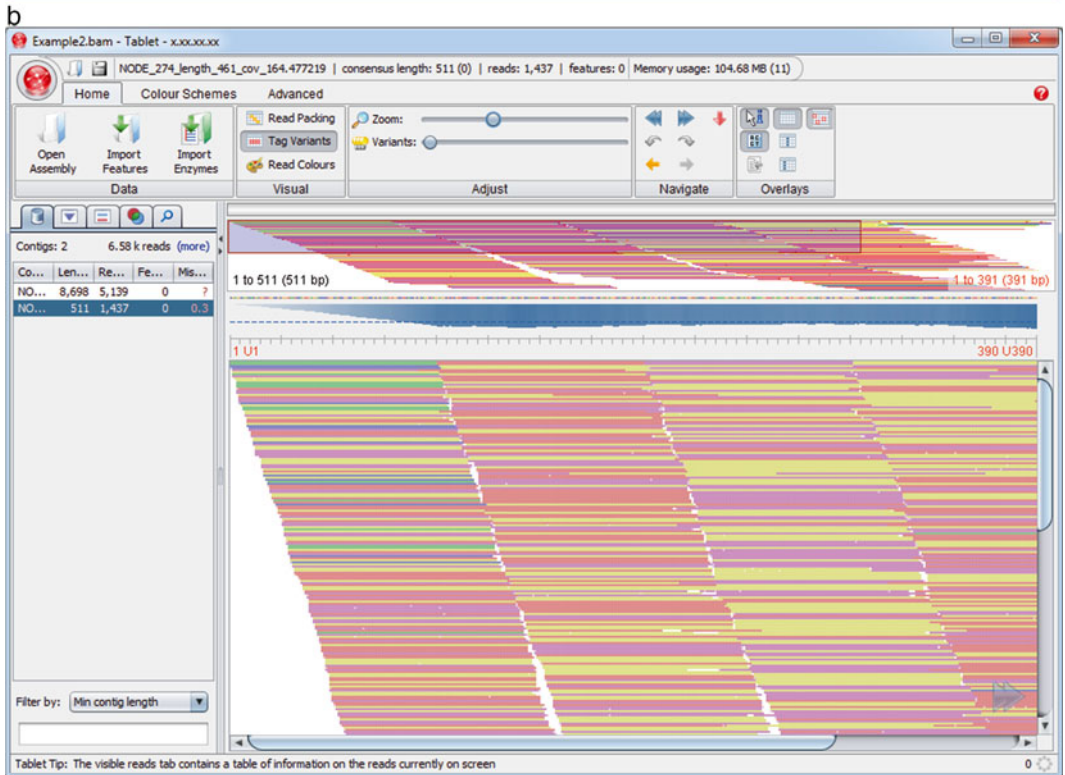 b
Example2.bam - Tablet - x.xx.xx.xx
NODE_274_length_461_cov_164.477219 | consensus length: 511 (0) | reads: 1,437 | features: 0 | Memory usage: 104.68 MB (11)
Home Colour Schemes Advanced
Open Assembly
Import Features
Import Enzymes
Data
Read Packing
Tag Variants
Read Colours
Visual
Zoom:
Variants:
Adjust
Navigate
Overlays
Contigs: 2 6.58 k reads (more)
Co... Len... Re... Fe... Mis...
NO... 8,698 5,139 0 ?
NO... 511 1,437 0 0.3
1 to 511 (511 bp) 1 to 391 (391 bp)
1 U1 390 U390
Filter by: Min contig length
Tablet Tip: The visible reads tab contains a table of information on the reads currently on screen 0